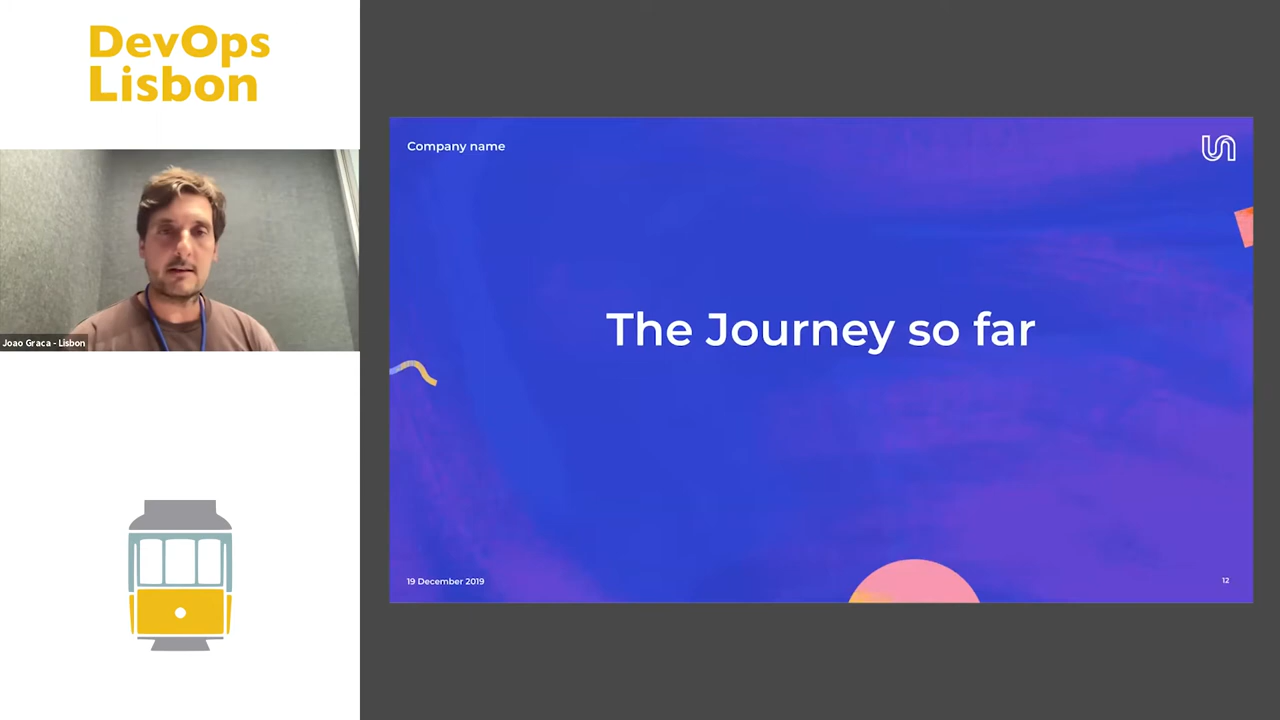 DevOps
Lisbon
Joao Graca - Lisbon
Company name
The Journey so far
19 December 2019
12